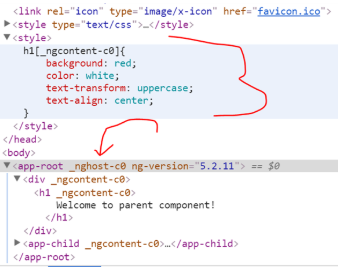 <link rel="icon" type="image/x-icon" href="favicon.ico">
▶<style type="text/css">…</style>
▼<style>
h1[_ngcontent-c0]{
background: red;
color: white;
text-transform: uppercase;
text-align: center;
}
</style>
</head>
<body>
▼<app-root _nghost-c0 ng-version="5.2.11"> == $0
▼<div _ngcontent-c0>
▼<h1 _ngcontent-c0>
Welcome to parent component!
</h1>
</div>
▶<app-child _ngcontent-c0>…</app-child>
</app-root>